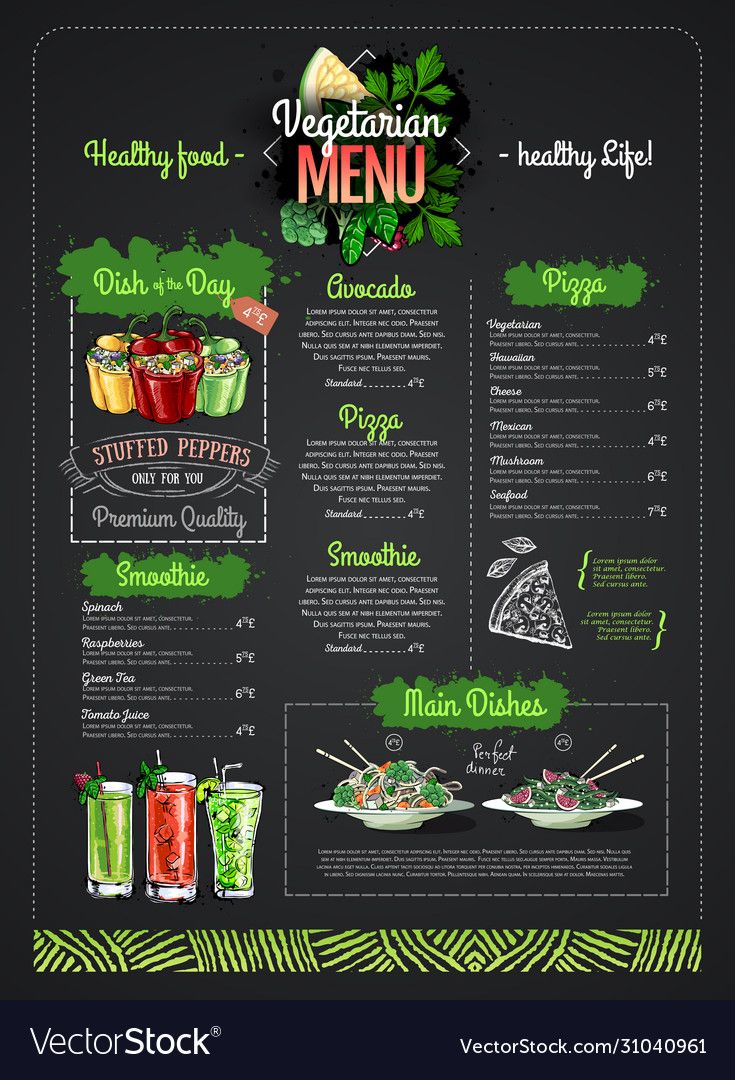 Vegetarian
MENU
Healthy food -
- healthy Life!
Dish of the Day
4 75 £
STUFFED PEPPERS
ONLY FOR YOU
Premium Quality
Smoothie
Spinach
Lorem ipsum dolor sit amet, consectetur.
Praesent libero. Sed cursus ante. 4 75 £
Raspberries
Lorem ipsum dolor sit amet, consectetur.
Praesent libero. Sed cursus ante. 5 75 £
Green Tea
Lorem ipsum dolor sit amet, consectetur.
Praesent libero. Sed cursus ante. 6 75 £
Tomato Juice
Lorem ipsum dolor sit amet, consectetur.
Praesent libero. Sed cursus ante. 4 75 £
Avocado
Lorem ipsum dolor sit amet, consectetur
adipiscing elit. Integer nec odio. Praesent
libero. Sed cursus ante dapibus diam. Sed nisi.
Nulla quis sem at nibh elementum imperdiet.
Duis sagittis ipsum. Praesent mauris.
Fusce nec tellus sed.
Standard 4 75 £
Pizza
Lorem ipsum dolor sit amet, consectetur
adipiscing elit. Integer nec odio. Praesent
libero. Sed cursus ante dapibus diam. Sed nisi.
Nulla quis sem at nibh elementum imperdiet.
Duis sagittis ipsum. Praesent mauris.
Fusce nec tellus sed.
Standard 4 75 £
Smoothie
Lorem ipsum dolor sit amet, consectetur
adipiscing elit. Integer nec odio. Praesent
libero. Sed cursus ante dapibus diam. Sed nisi.
Nulla quis sem at nibh elementum imperdiet.
Duis sagittis ipsum. Praesent mauris.
Fusce nec tellus sed.
Standard 4 75 £
Pizza
Vegetarian
Lorem ipsum dolor sit amet, consectetur.
Praesent libero. Sed cursus ante. 4 75 £
Hawaiian
Lorem ipsum dolor sit amet, consectetur.
Praesent libero. Sed cursus ante. 5 75 £
Cheese
Lorem ipsum dolor sit amet, consectetur.
Praesent libero. Sed cursus ante. 6 75 £
Mexican
Lorem ipsum dolor sit amet, consectetur.
Praesent libero. Sed cursus ante. 4 75 £
Mushroom
Lorem ipsum dolor sit amet, consectetur.
Praesent libero. Sed cursus ante. 6 75 £
Seafood
Lorem ipsum dolor sit amet, consectetur.
Praesent libero. Sed cursus ante. 7 75 £
Lorem ipsum dolor
sit amet, consectetur.
Praesent libero.
Sed cursus ante.
Lorem ipsum dolor
sit amet, consectetur.
Praesent libero.
Sed cursus ante.
Main Dishes
4 75 £
Perfect
dinner
4 75 £
Lorem ipsum dolor sit amet, consectetur adipiscing elit. Integer nec odio. Praesent libero. Sed cursus ante dapibus diam. Sed nisi.
Nulla quis sem at nibh elementum imperdiet. Duis sagittis ipsum. Praesent mauris. Fusce nec tellus sed augue semper porta. Mauris massa. Vestibulum
lacinia arcu eget nulla. Class aptent taciti sociosqu ad litora torquent per conubia nostra, per inceptos himenaeos. Curabitur sodales ligula in libero.
Sed dignissim lacinia nunc. Curabitur tortor. Pellentesque nibh. Aenean quam. In scelerisque sem at dolor. Maecenas mattis.
VectorStock®
VectorStock.com/31040961